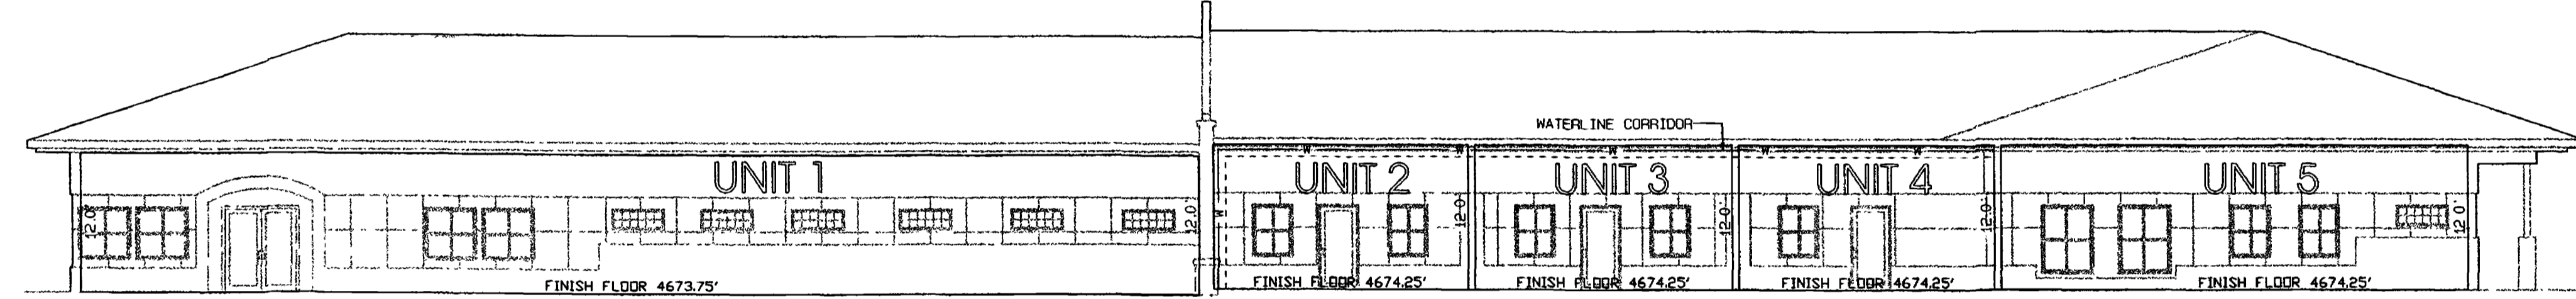 WATERLINE CORRIDOR
W W W W W
UNIT 1
UNIT 2
UNIT 3
UNIT 4
UNIT 5
12.0'
12.0'
W
12.0'
12.0'
12.0'
12.0'
FINISH FLOOR 4673.75'
FINISH FLOOR 4674.25'
FINISH FLOOR 4674.25'
FINISH FLOOR 4674.25'
FINISH FLOOR 4674.25'